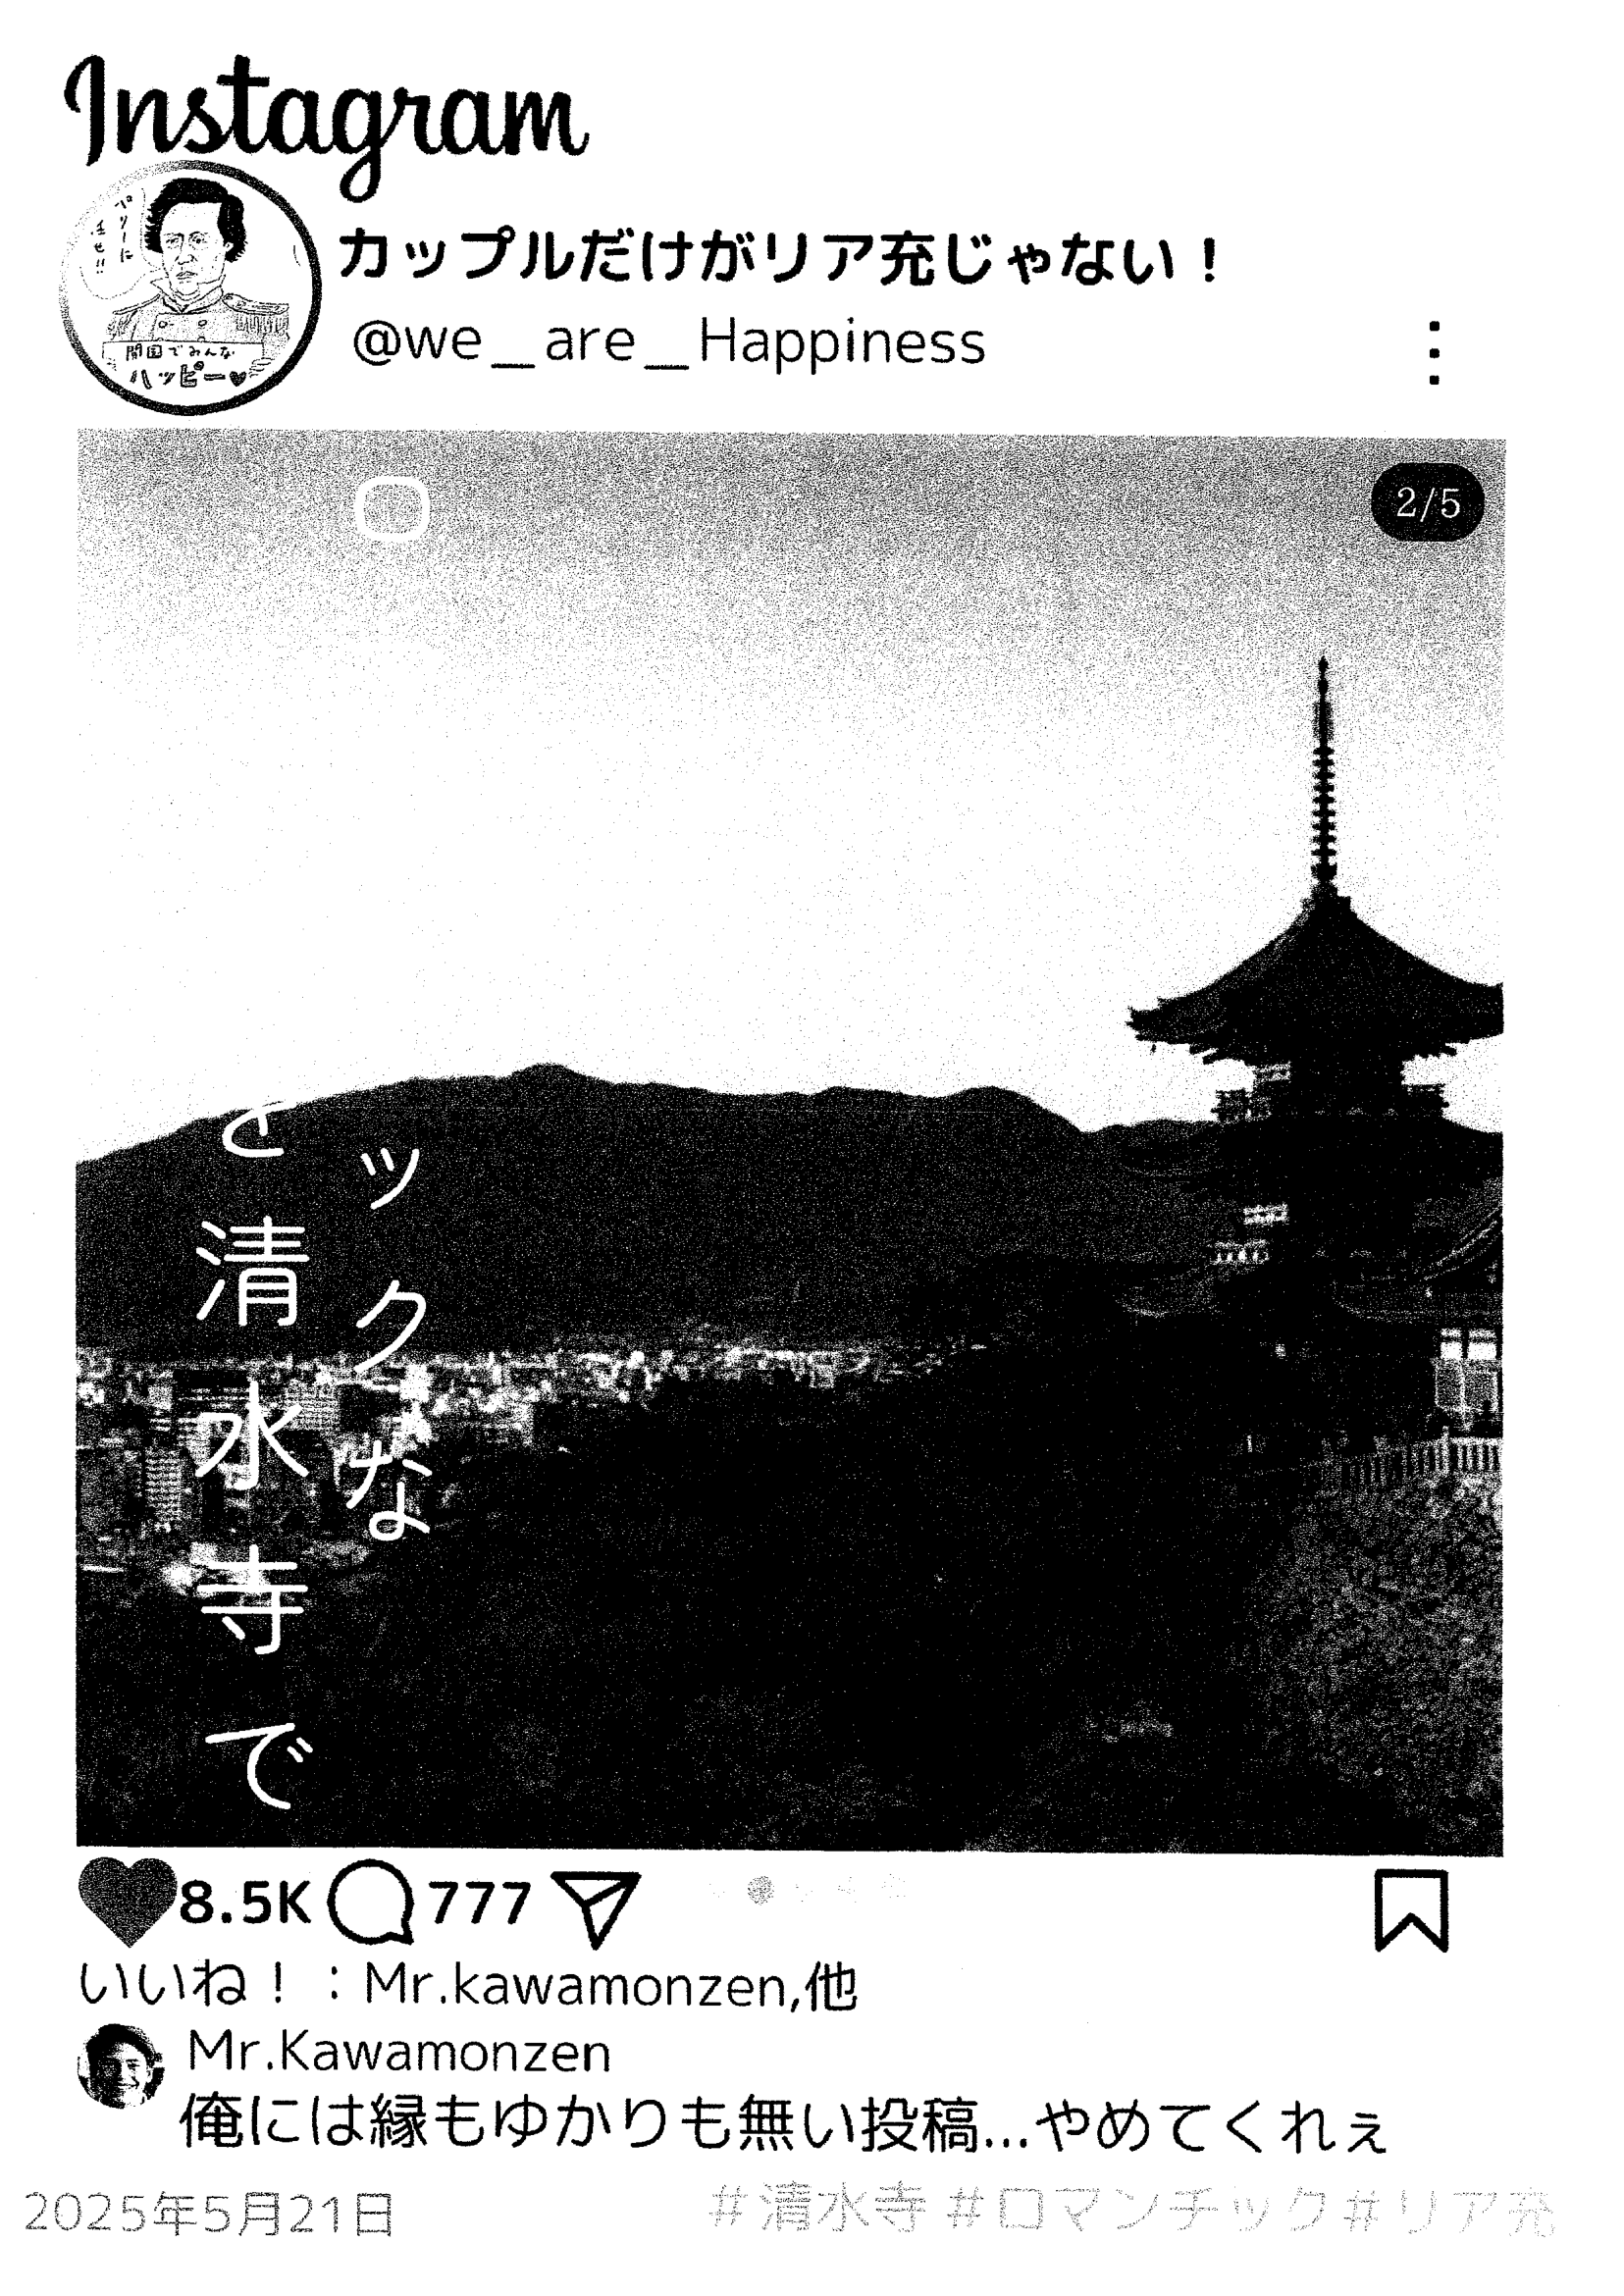 Instagram
ペリーに
任せ!!
開国でみんな
ハッピー♥
カップルだけがリア充じゃない！
@we_are_Happiness
2/5
ロ
ックな
と清水寺で
8.5K 777
いいね！：Mr.kawamonzen,他
Mr.Kawamonzen
俺には縁もゆかりも無い投稿...やめてくれぇ
2025年5月21日
#清水寺 #ロマンチック#リア充